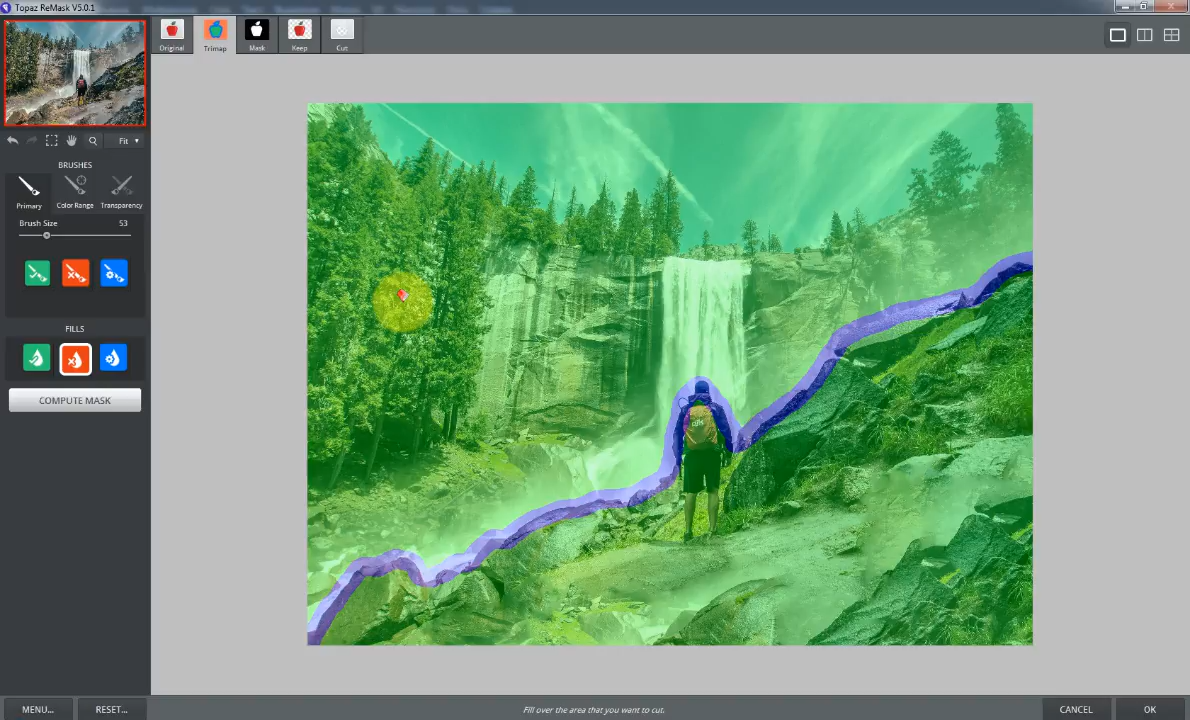 Topaz ReMask V5.0.1
Original
Trimap
Mask
Keep
Cut
Fit
BRUSHES
Primary
Color Range
Transparency
Brush Size 53
FILLS
COMPUTE MASK
MENU...
RESET...
Fill over the area that you want to cut.
CANCEL
OK